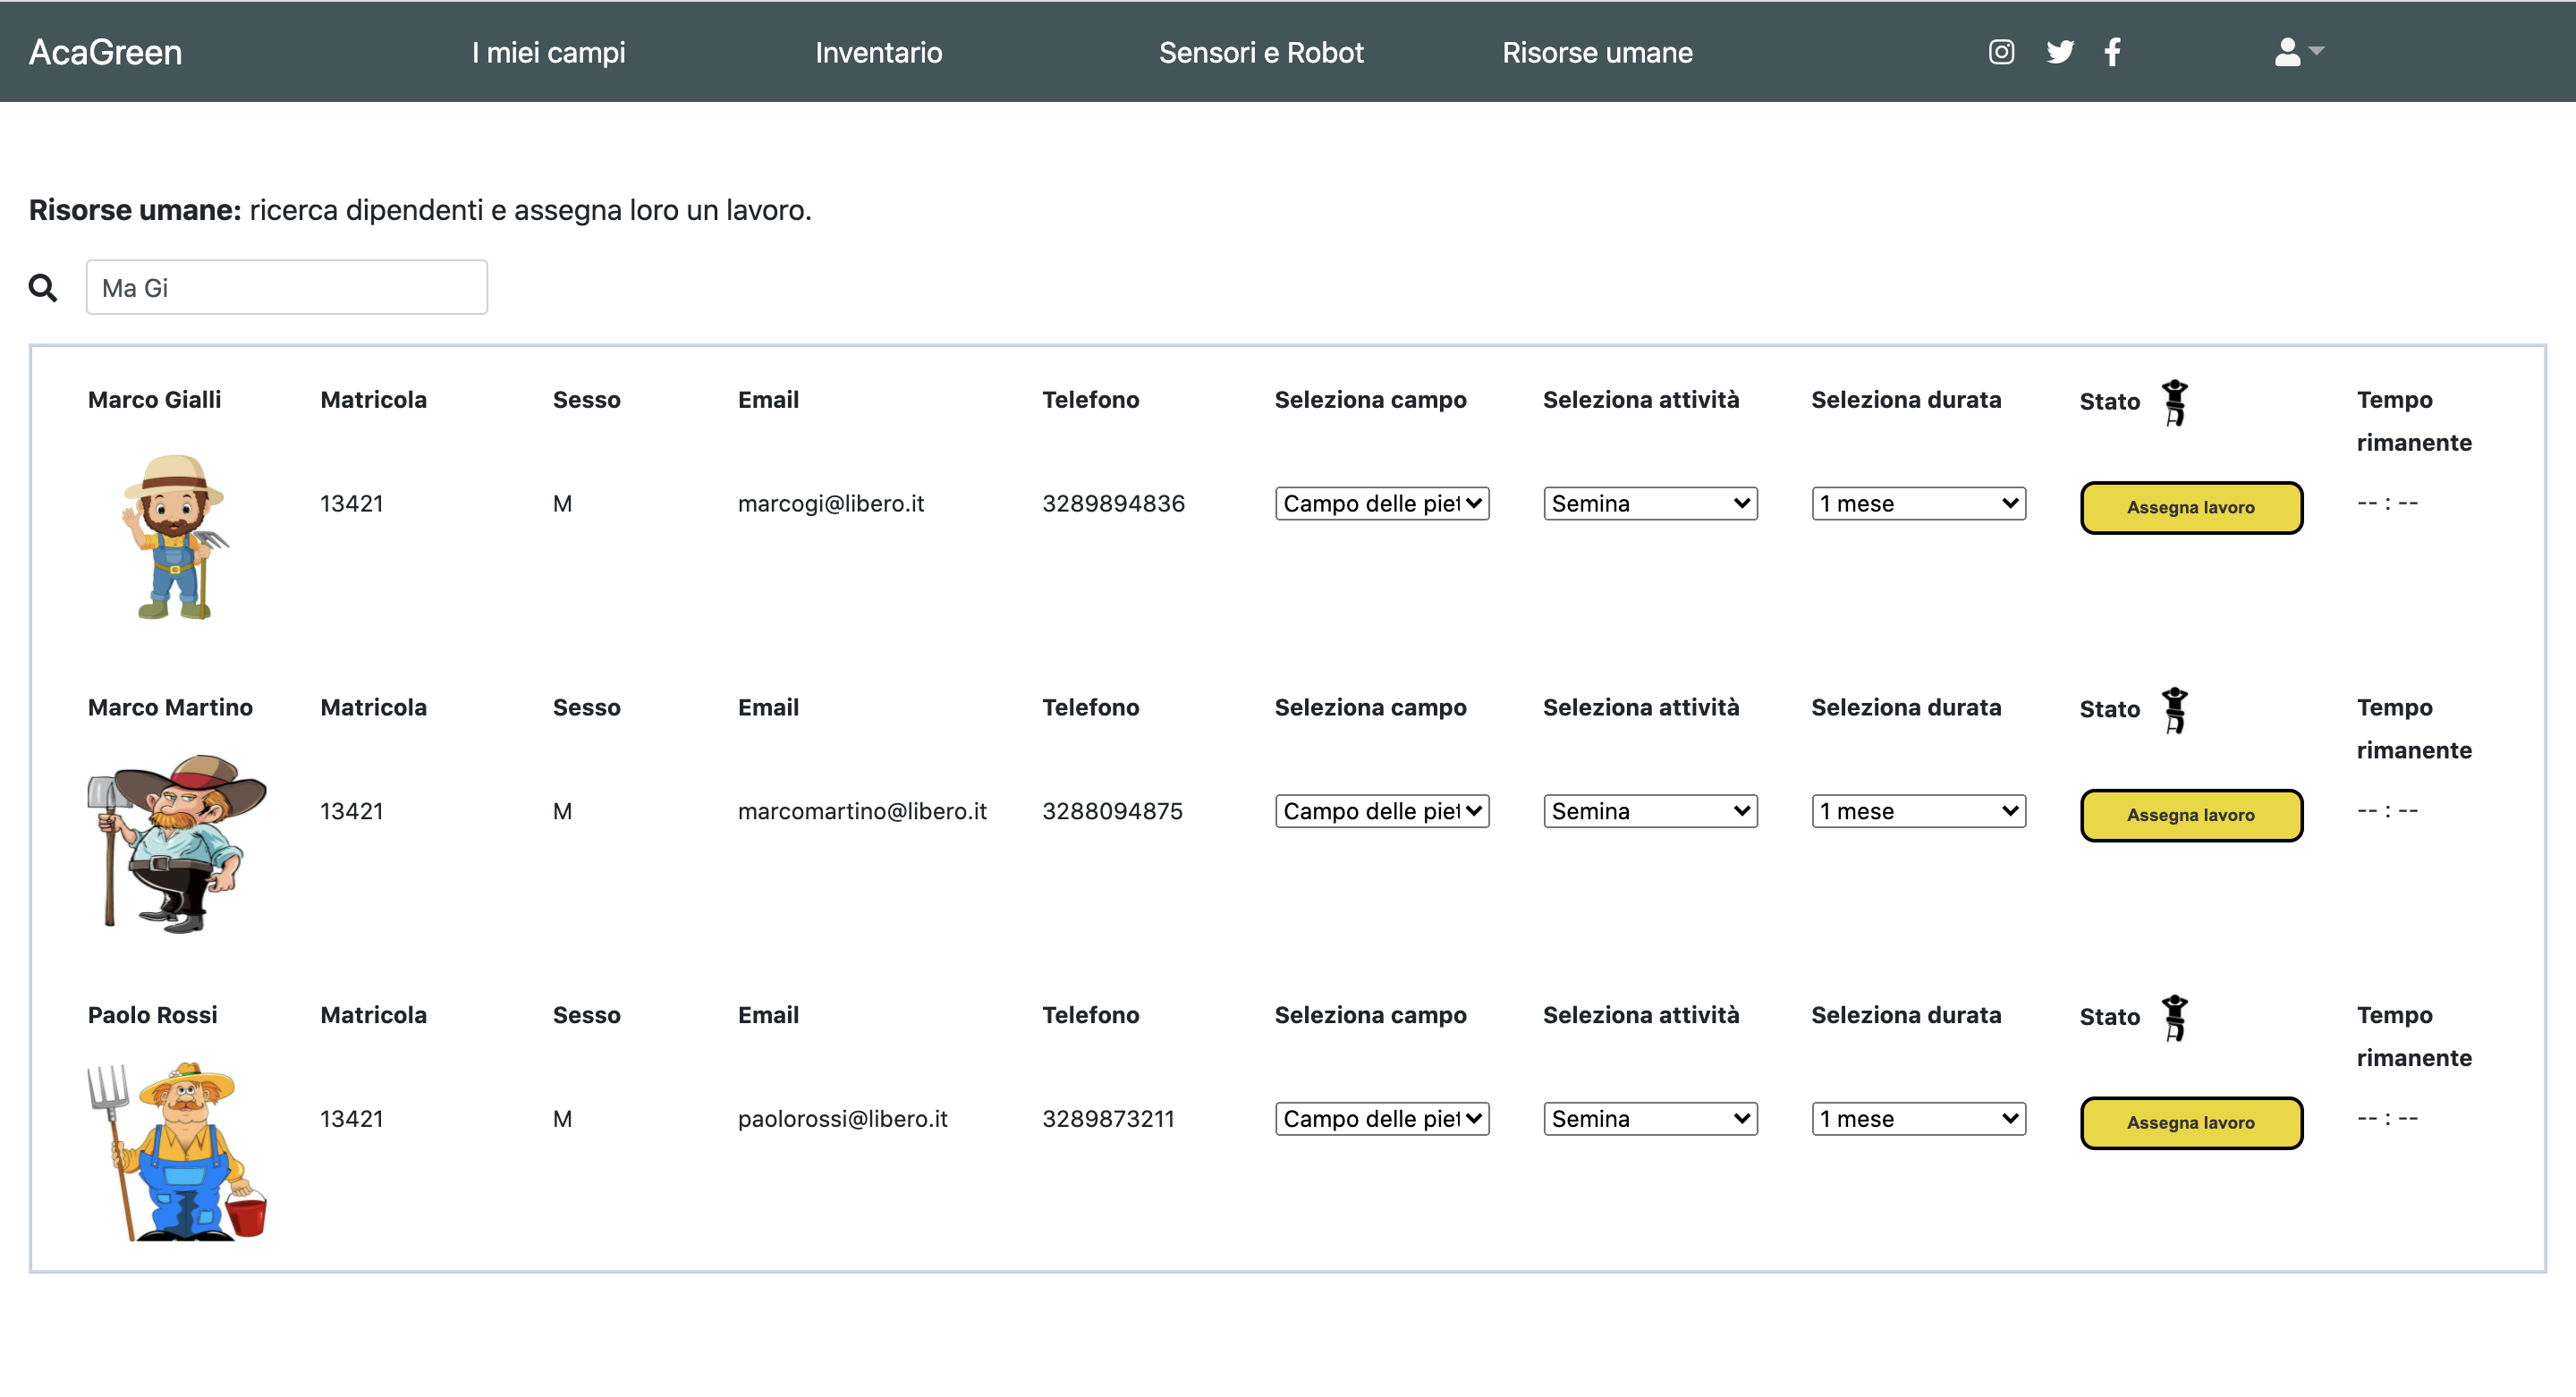 AcaGreen I miei campi Inventario Sensori e Robot Risorse umane
Risorse umane: ricerca dipendenti e assegna loro un lavoro.
Ma Gi
Marco Gialli Matricola Sesso Email Telefono Seleziona campo Seleziona attività Seleziona durata Stato Tempo rimanente
13421 M marcogi@libero.it 3289894836 Campo delle piet Semina 1 mese Assegna lavoro -- : --
Marco Martino Matricola Sesso Email Telefono Seleziona campo Seleziona attività Seleziona durata Stato Tempo rimanente
13421 M marcomartino@libero.it 3288094875 Campo delle piet Semina 1 mese Assegna lavoro -- : --
Paolo Rossi Matricola Sesso Email Telefono Seleziona campo Seleziona attività Seleziona durata Stato Tempo rimanente
13421 M paolorossi@libero.it 3289873211 Campo delle piet Semina 1 mese Assegna lavoro -- : --